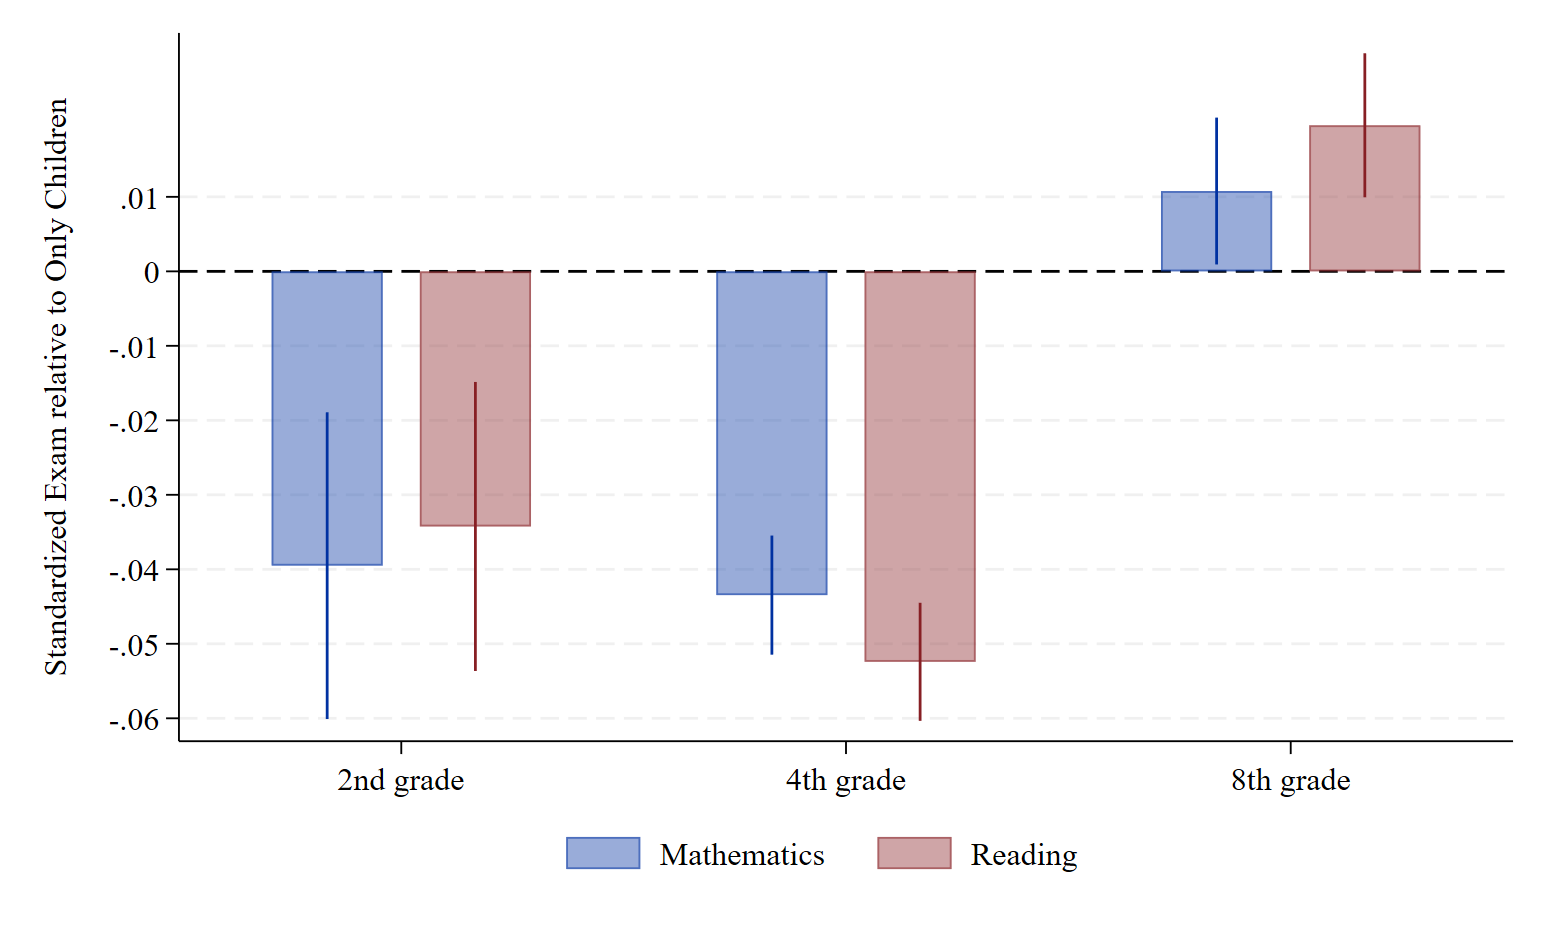 Standardized Exam relative to Only Children
.01
0
-.01
-.02
-.03
-.04
-.05
-.06
2nd grade 4th grade 8th grade
Mathematics Reading